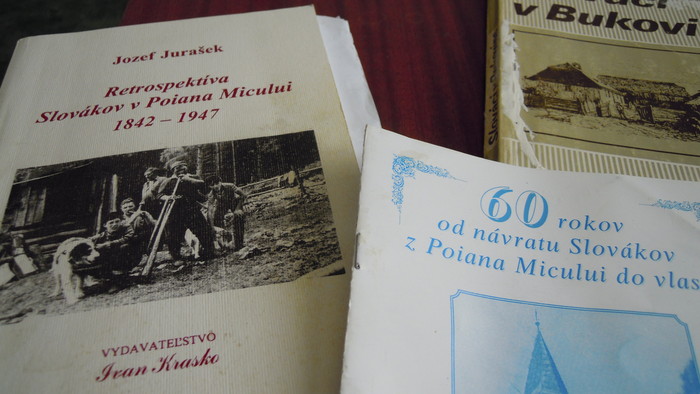 Jozef Jurašek
Retrospektíva
Slovákov v Poiana Micului
1842 – 1947
VYDAVATEĽSTVÔ
Ivan Krasko
60 rokov
od návratu Slovákov
z Poiana Micului do vlas
v Bukovi